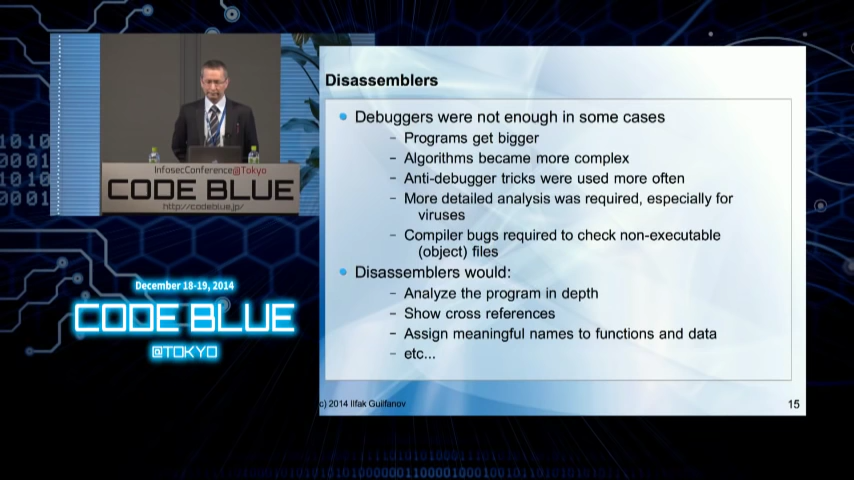 Disassemblers
Debuggers were not enough in some cases
– Programs get bigger
– Algorithms became more complex
– Anti-debugger tricks were used more often
– More detailed analysis was required, especially for
viruses
– Compiler bugs required to check non-executable
(object) files
Disassemblers would:
– Analyze the program in depth
– Show cross references
– Assign meaningful names to functions and data
– etc...
c) 2014 Ilfak Guilfanov
15
InfosecConference@Tokyo
CODE BLUE
http://codeblue.jp/
December 18-19, 2014
CODE BLUE
@TOKYO